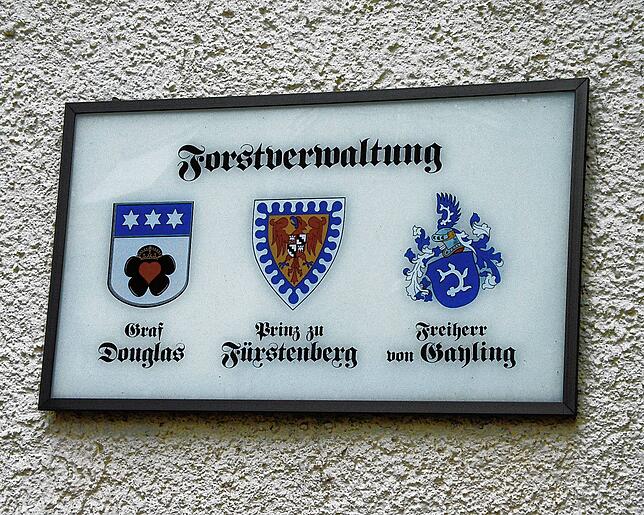 Forstverwaltung
Graf
Douglas
Prinz zu
Fürstenberg
Freiherr
von Gayling